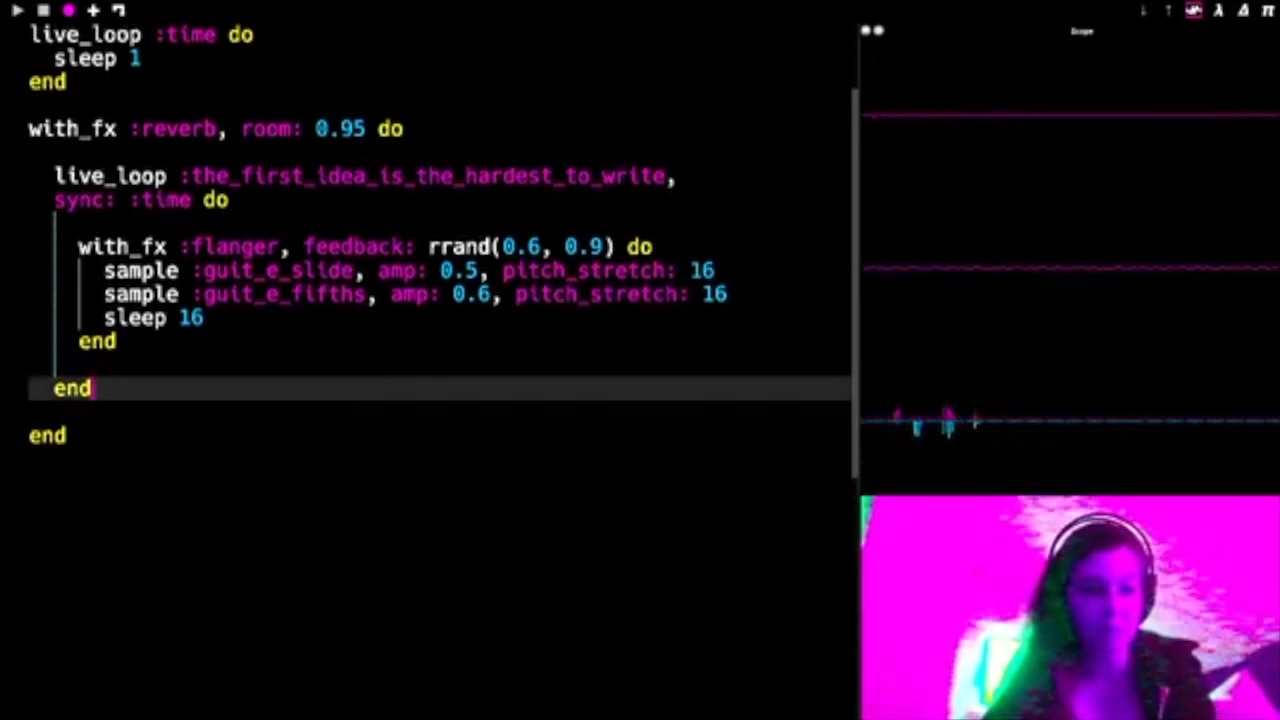 live_loop :time do
sleep 1
end
with_fx :reverb, room: 0.95 do
live_loop :the_first_idea_is_the_hardest_to_write,
sync: :time do
with_fx :flanger, feedback: rrand(0.6, 0.9) do
sample :guit_e_slide, amp: 0.5, pitch_stretch: 16
sample :guit_e_fifths, amp: 0.6, pitch_stretch: 16
sleep 16
end
end
end
Scope